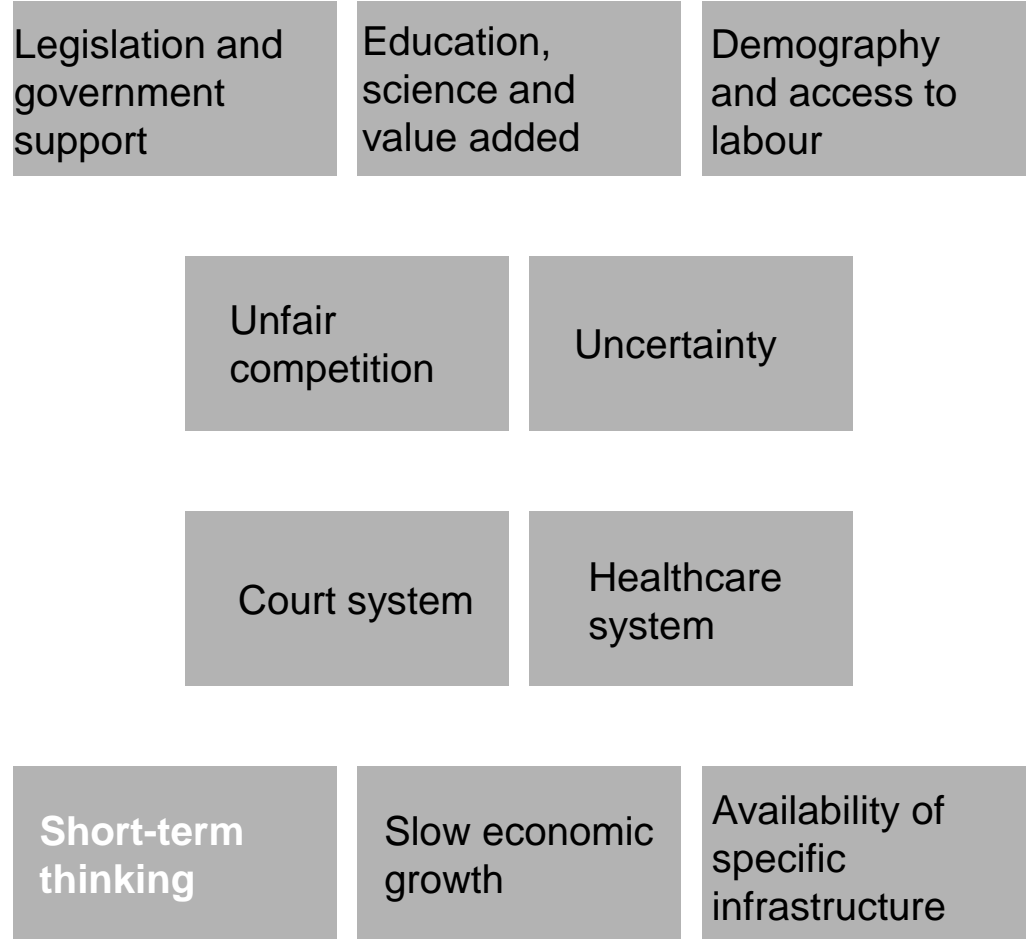 Legislation and
government
support
Education,
science and
value added
Demography
and access to
labour
Unfair
competition
Uncertainty
Court system
Healthcare
system
Short-term
thinking
Slow economic
growth
Availability of
specific
infrastructure